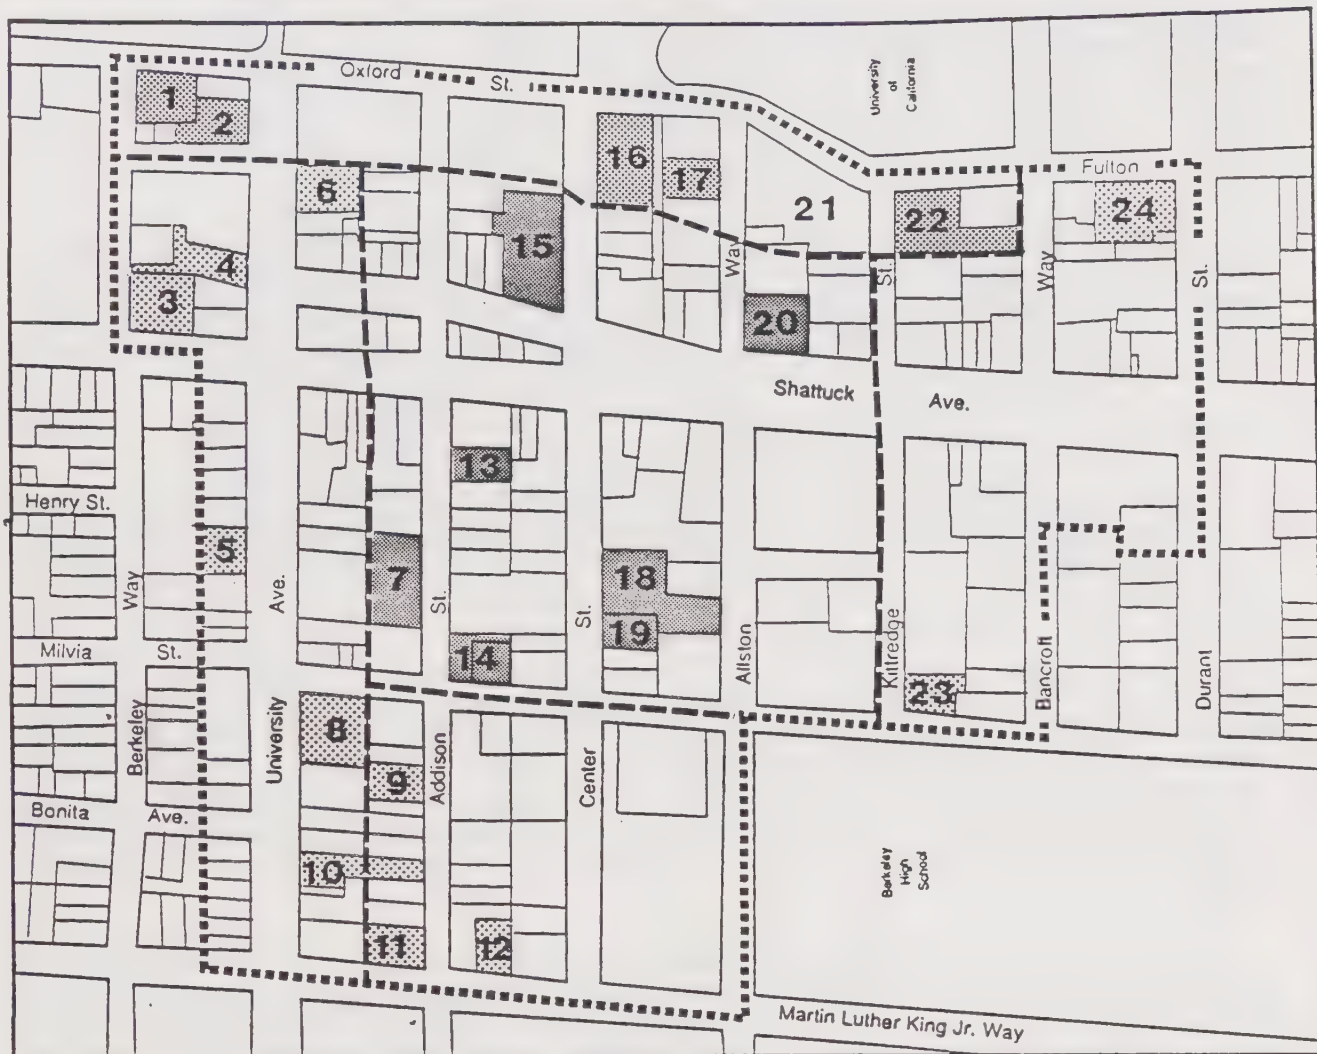 Oxford St.
University
of
California
1
2
16
17
Fulton
6
21
22
24
4
15
Way
St.
Way
St.
3
20
Shattuck Ave.
13
Henry St.
5
7
18
Way
Ave.
St.
St.
19
Milvia St.
14
Allston
Kittredge
23
Bancroft
Durant
Berkeley
University
8
Addison
Center
9
Bonita Ave.
10
Berkeley
High
School
11
12
Martin Luther King Jr. Way